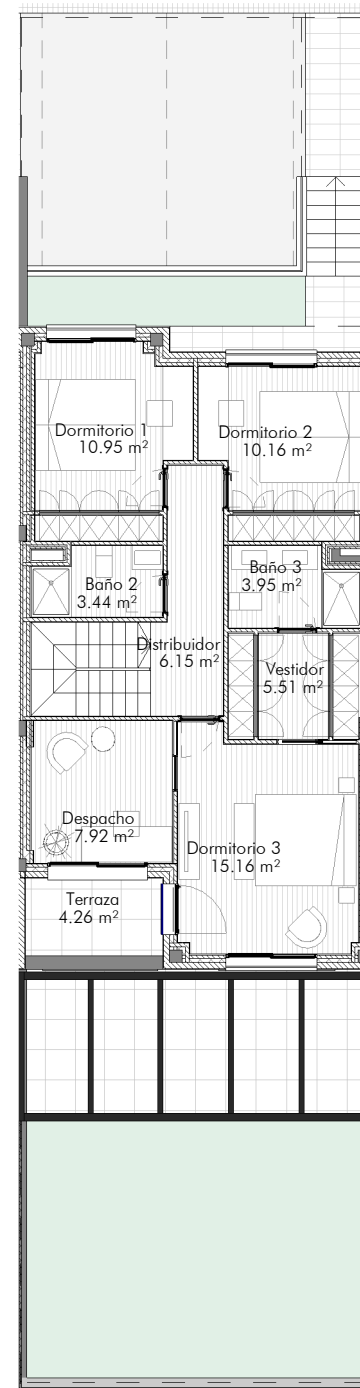 Dormitorio 1
10.95 m²
Dormitorio 2
10.16 m²
Baño 2
3.44 m²
Baño 3
3.95 m²
Distribuidor
6.15 m²
Vestidor
5.51 m²
Despacho
7.92 m²
Dormitorio 3
15.16 m²
Terraza
4.26 m²